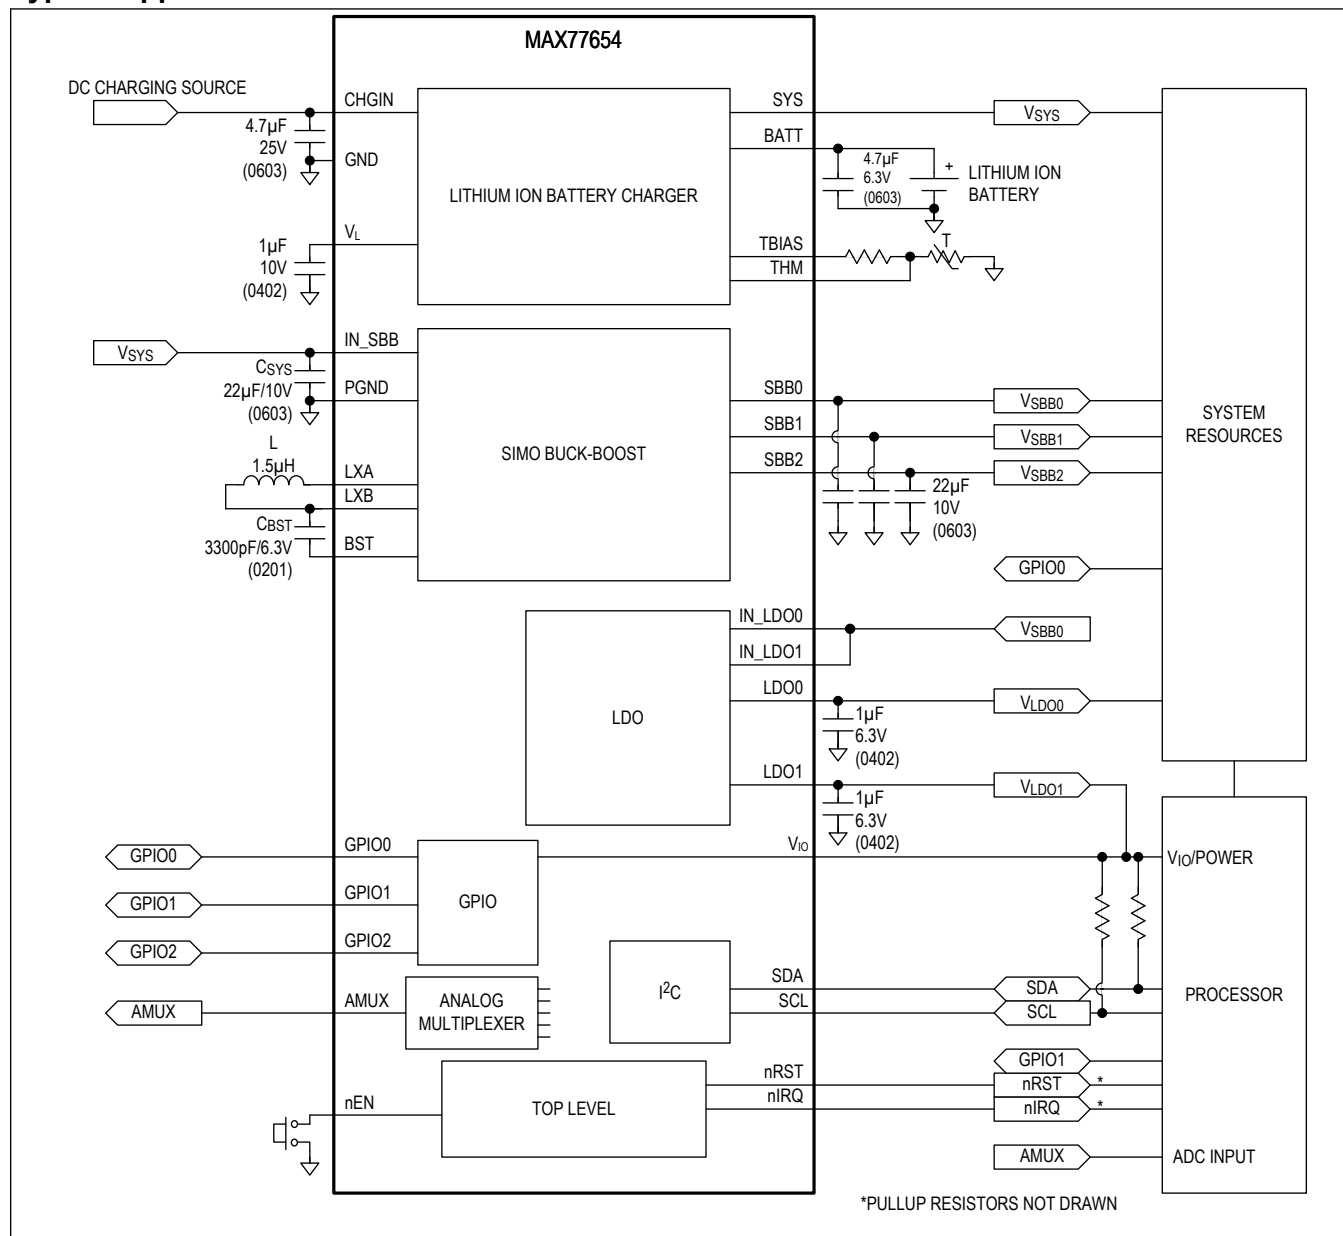 MAX77654
DC CHARGING SOURCE
CHGIN
4.7µF
25V
(0603)
GND
VL
1µF
10V
(0402)
LITHIUM ION BATTERY CHARGER
SYS
VSYS
BATT
4.7µF
6.3V
(0603)
+
LITHIUM ION
BATTERY
TBIAS
THM
T
VSYS
IN_SBB
CSYS
22µF/10V
(0603)
PGND
L
1.5µH
LXA
LXB
CBST
3300pF/6.3V
(0201)
BST
SIMO BUCK-BOOST
SBB0
VSBB0
SBB1
VSBB1
SBB2
VSBB2
22µF
10V
(0603)
SYSTEM
RESOURCES
GPIO0
LDO
IN_LDO0
VSBB0
IN_LDO1
LDO0
VLDO0
1µF
6.3V
(0402)
LDO1
VLDO1
1µF
6.3V
(0402)
GPIO0
GPIO0
GPIO1
GPIO1
GPIO2
GPIO2
GPIO
VIO
VIO/POWER
AMUX
AMUX
ANALOG
MULTIPLEXER
I2C
SDA
SDA
SCL
SCL
PROCESSOR
GPIO1
nEN
TOP LEVEL
nRST
nRST
*
nIRQ
nIRQ
*
AMUX
ADC INPUT
*PULLUP RESISTORS NOT DRAWN